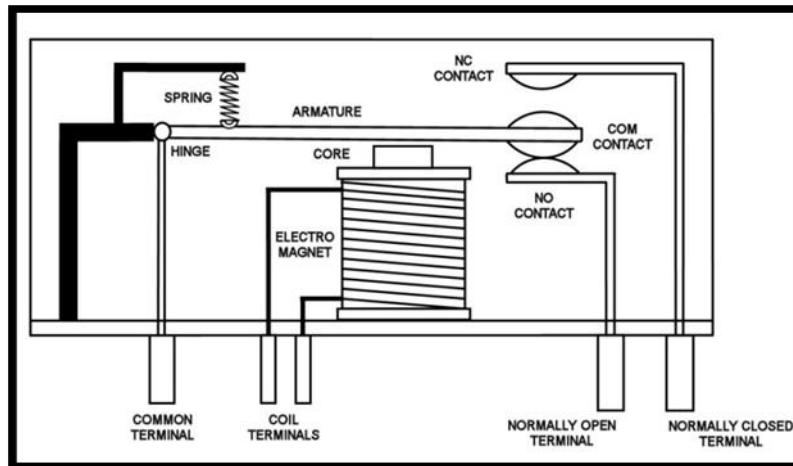 NC
CONTACT
SPRING
ARMATURE
COM
CONTACT
HINGE
CORE
NO
CONTACT
ELECTRO
MAGNET
COMMON
TERMINAL
COIL
TERMINALS
NORMALLY OPEN
TERMINAL
NORMALLY CLOSED
TERMINAL